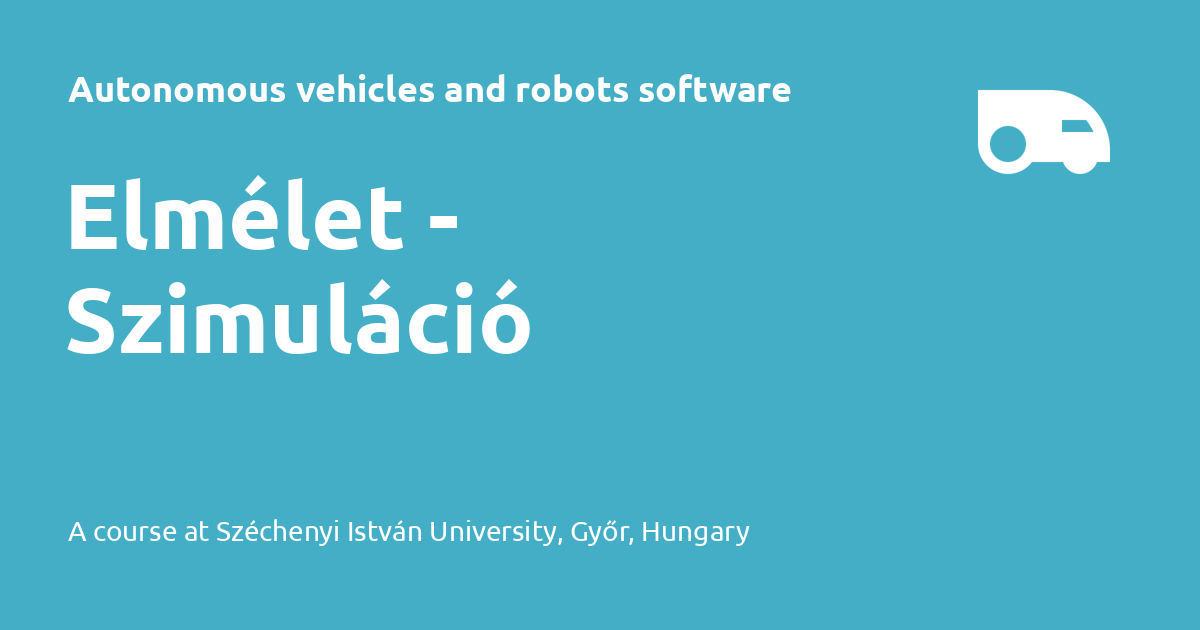 Autonomous vehicles and robots software
Elmélet -
Szimuláció
A course at Széchenyi István University, Győr, Hungary